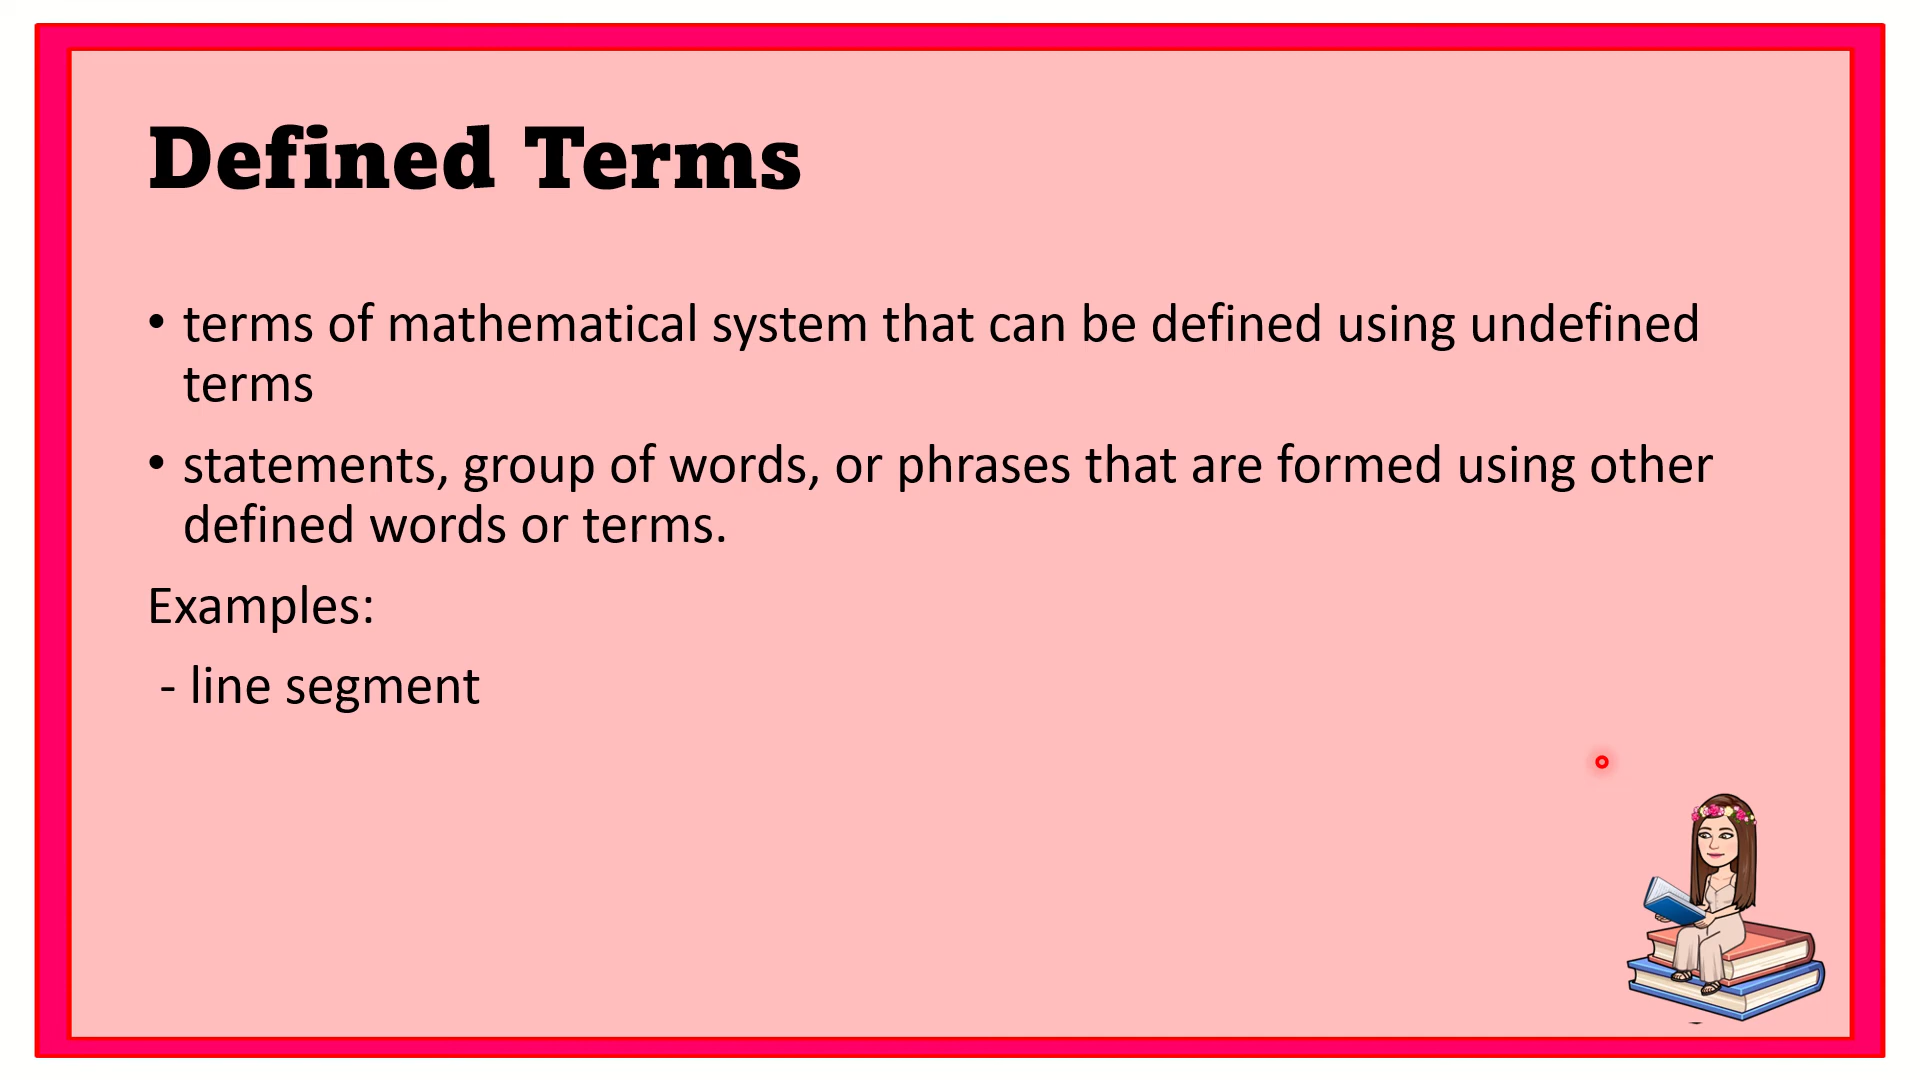 Defined Terms
• terms of mathematical system that can be defined using undefined
terms
• statements, group of words, or phrases that are formed using other
defined words or terms.
Examples:
- line segment